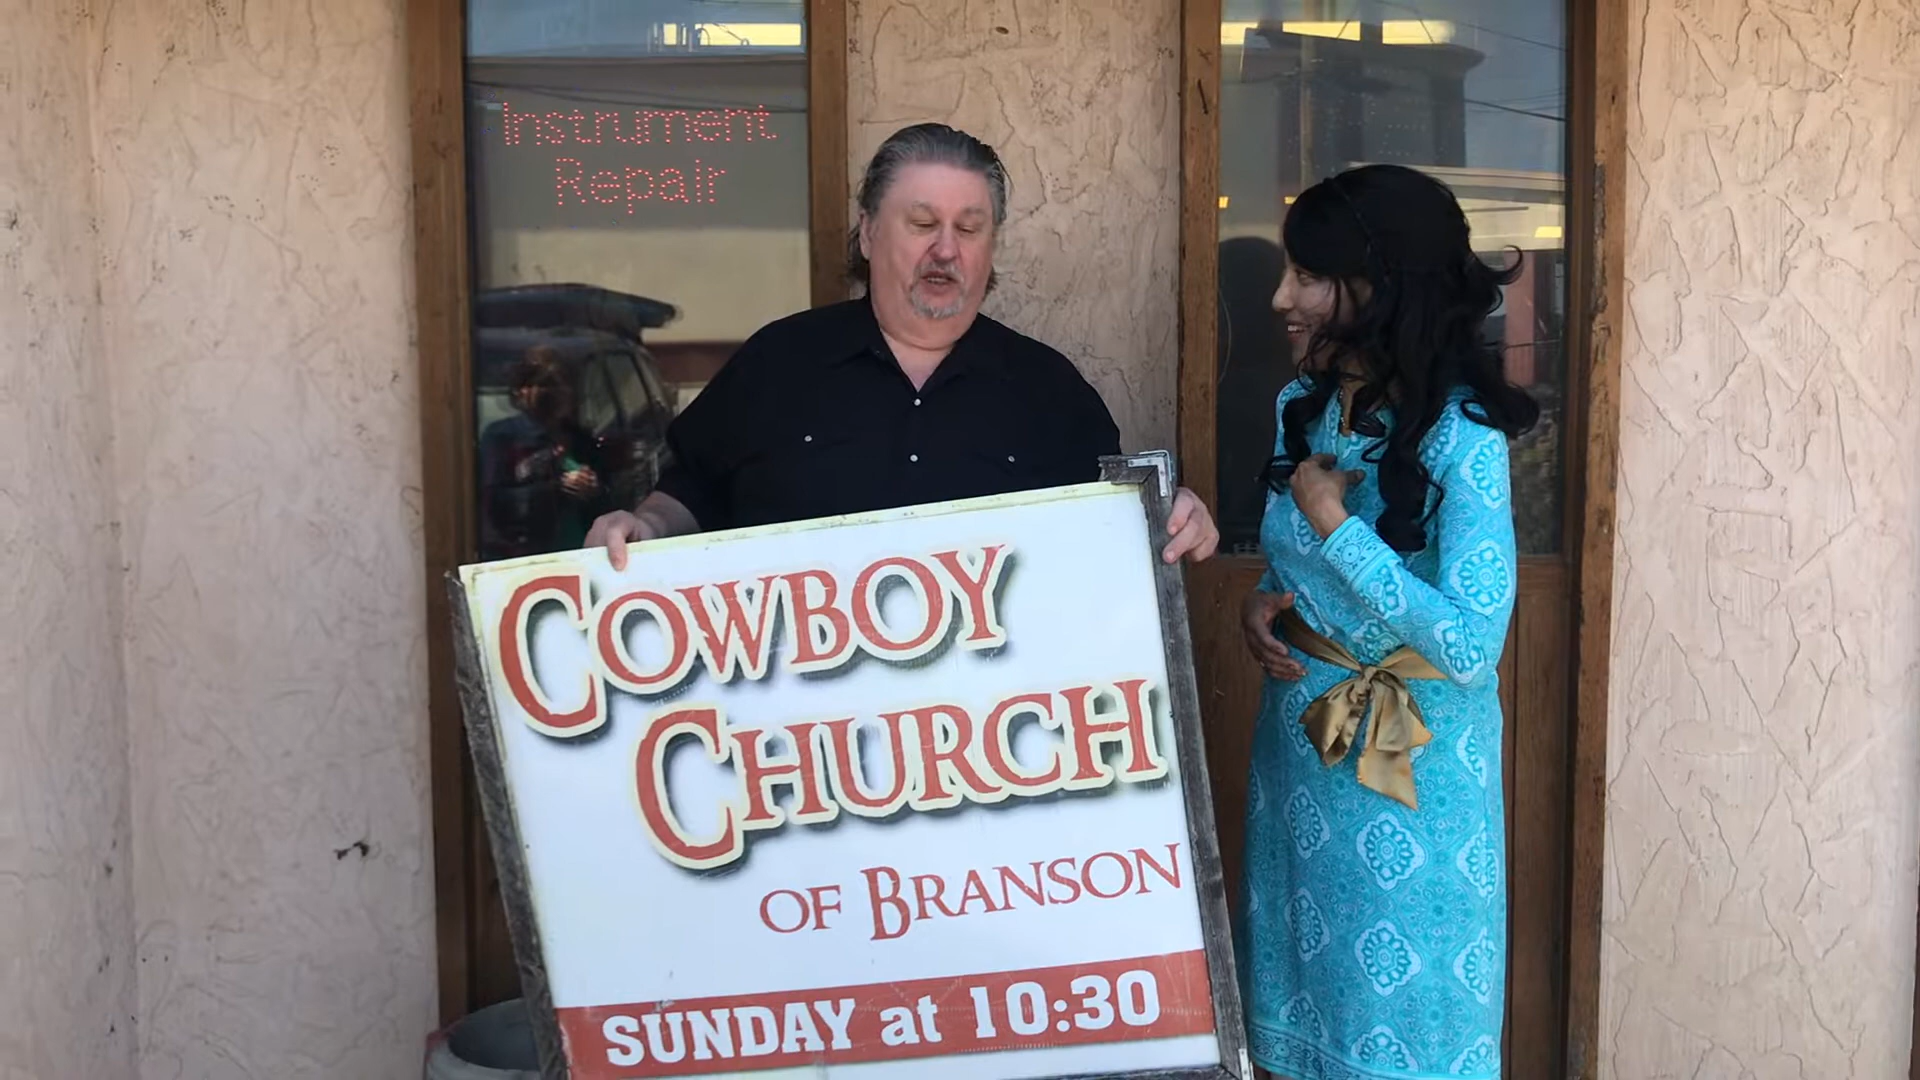 Instrument
Repair
COWBOY
CHURCH
OF BRANSON
SUNDAY at 10:30